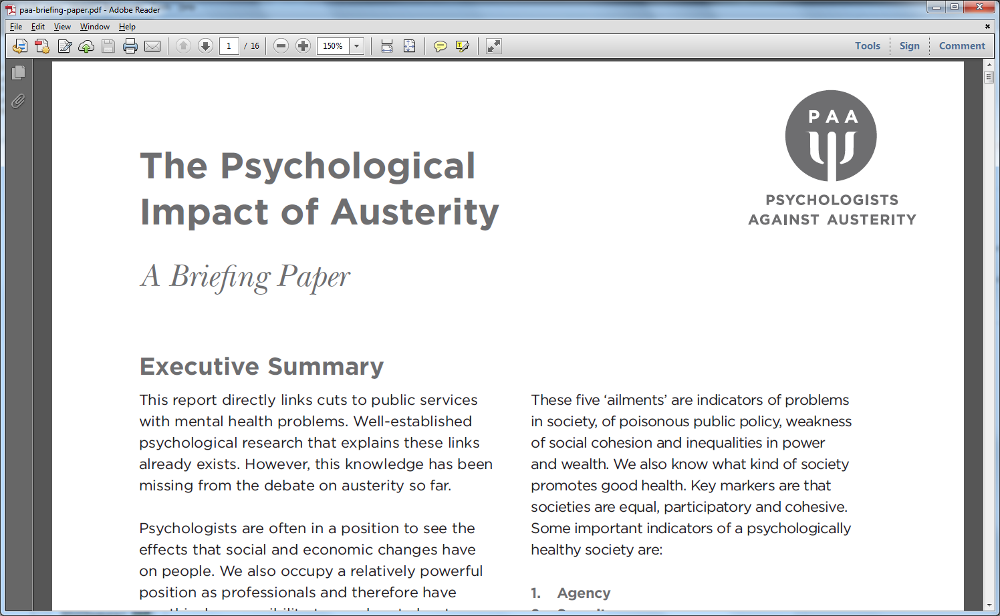 paa-briefing-paper.pdf - Adobe Reader
File Edit View Window Help
1 / 16 150% Tools Sign Comment
PAA
PSYCHOLOGISTS
AGAINST AUSTERITY
The Psychological
Impact of Austerity
A Briefing Paper
Executive Summary
This report directly links cuts to public services
with mental health problems. Well-established
psychological research that explains these links
already exists. However, this knowledge has been
missing from the debate on austerity so far.
Psychologists are often in a position to see the
effects that social and economic changes have
on people. We also occupy a relatively powerful
position as professionals and therefore have
These five ‘ailments’ are indicators of problems
in society, of poisonous public policy, weakness
of social cohesion and inequalities in power
and wealth. We also know what kind of society
promotes good health. Key markers are that
societies are equal, participatory and cohesive.
Some important indicators of a psychologically
healthy society are:
1. Agency